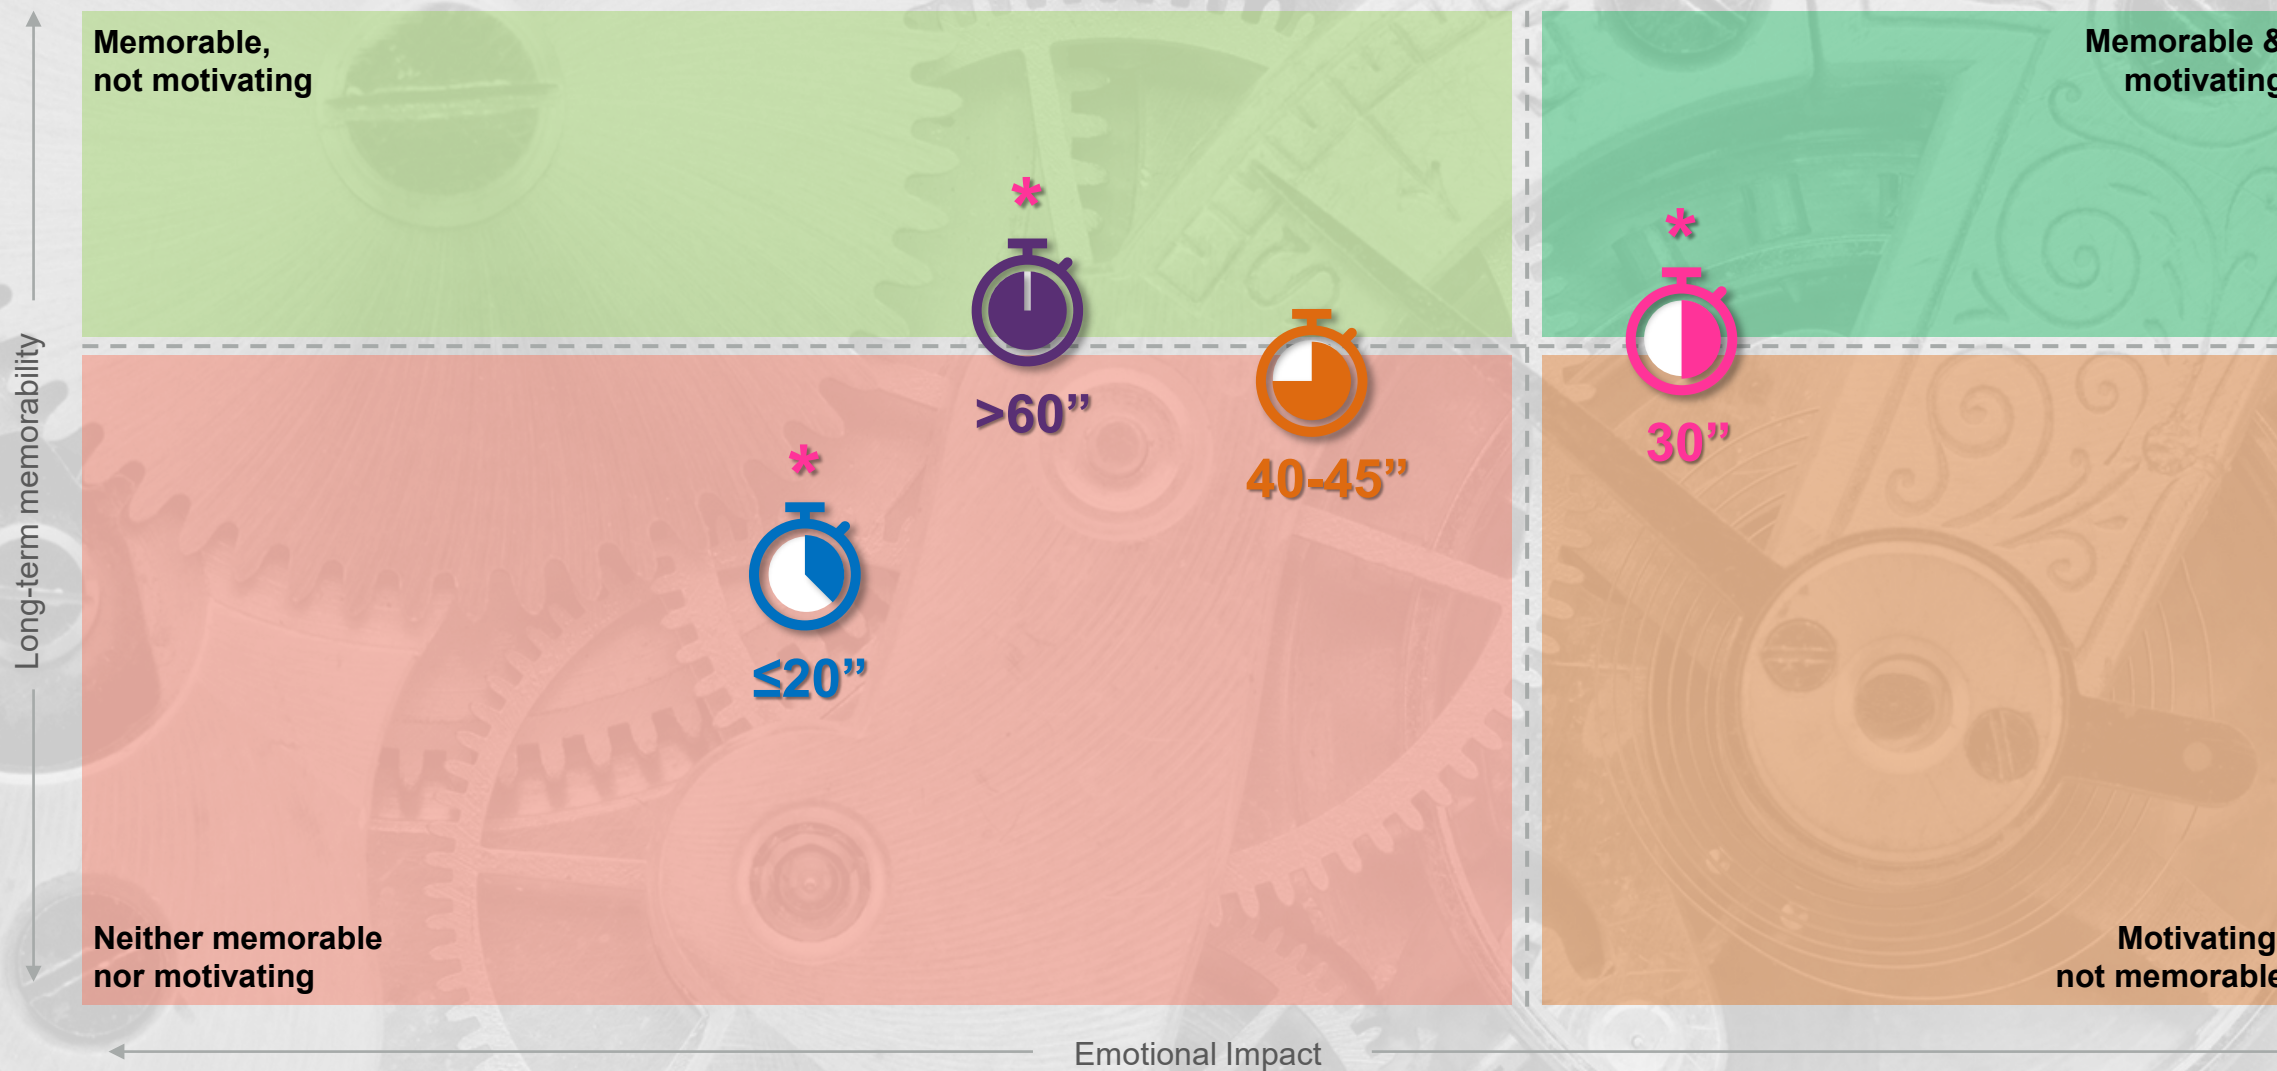 Memorable,
not motivating
Memorable &
motivating
*
*
>60”
40-45”
30”
*
≤20”
Long-term memorability
Neither memorable
nor motivating
Motivating
not memorable
Emotional Impact